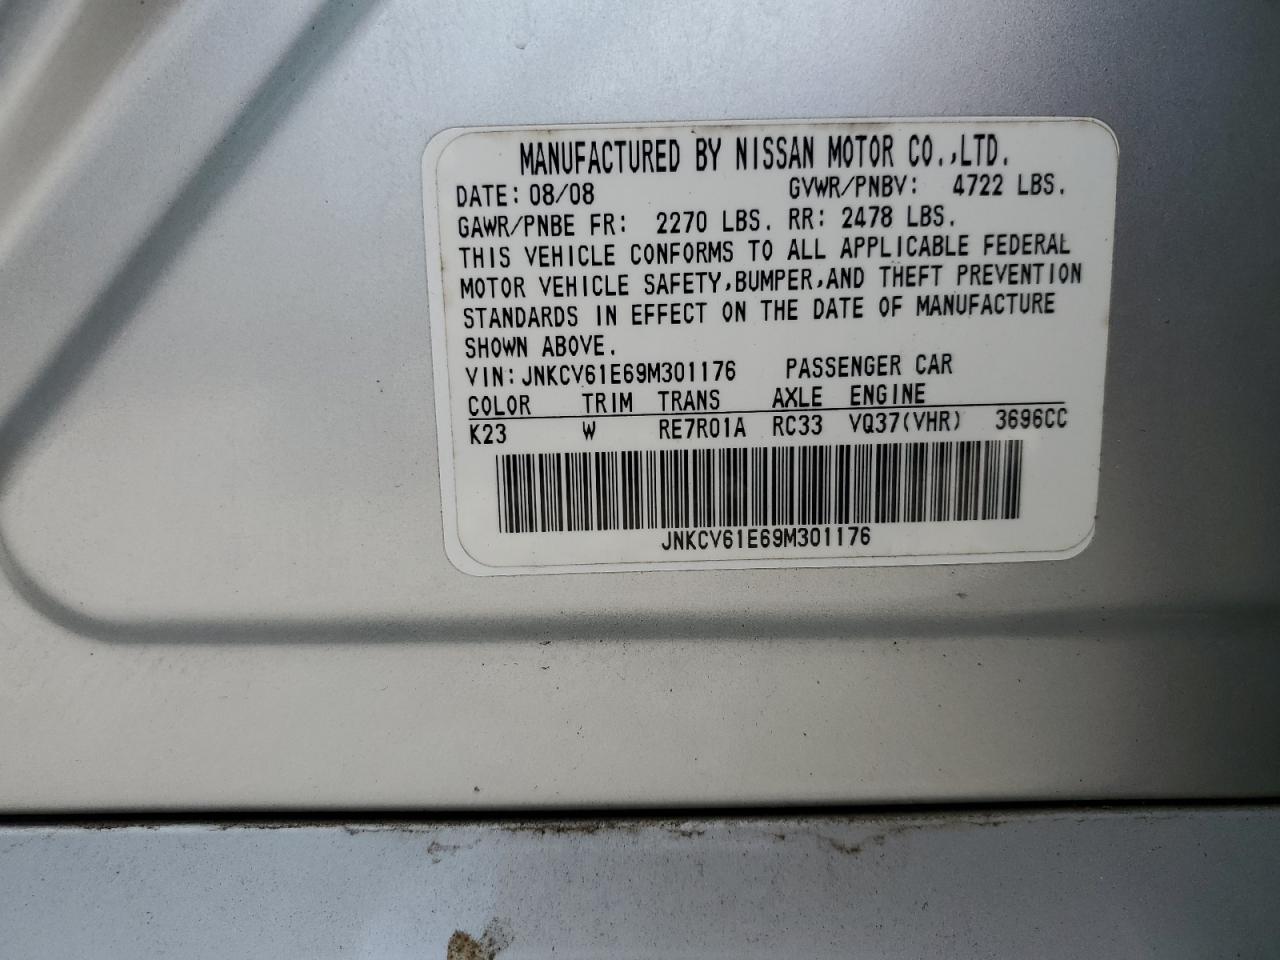 MANUFACTURED BY NISSAN MOTOR CO.,LTD.
DATE: 08/08 GVWR/PNBV: 4722 LBS.
GAWR/PNBE FR: 2270 LBS. RR: 2478 LBS.
THIS VEHICLE CONFORMS TO ALL APPLICABLE FEDERAL
MOTOR VEHICLE SAFETY,BUMPER,AND THEFT PREVENTION
STANDARDS IN EFFECT ON THE DATE OF MANUFACTURE
SHOWN ABOVE.
VIN: JNKCV61E69M301176 PASSENGER CAR
COLOR TRIM TRANS AXLE ENGINE
K23 W RE7R01A RC33 VQ37(VHR) 3696CC
JNKCV61E69M301176